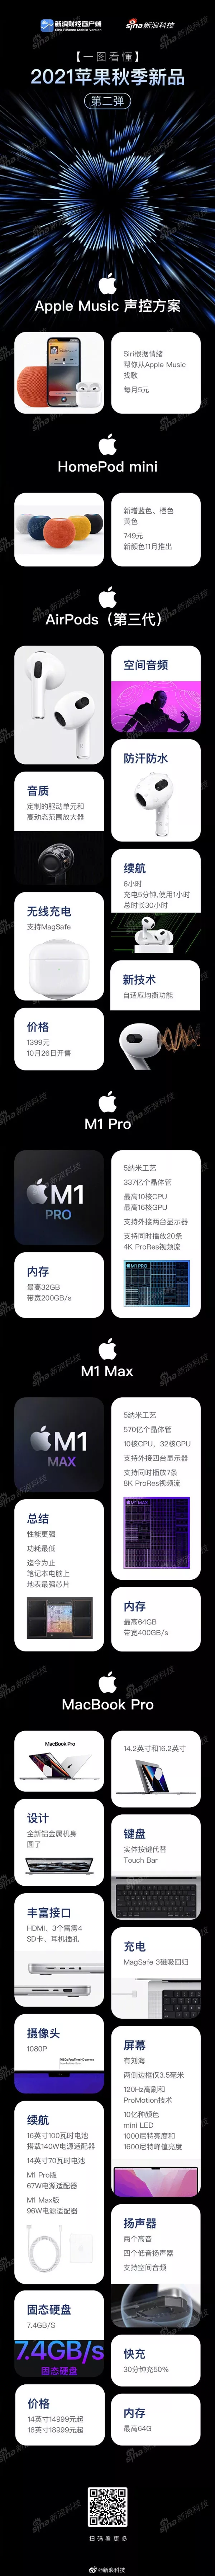 新浪财经客户端
Sina Finance Mobile Version
sina 新浪科技
【一图看懂】
2021苹果秋季新品
第二弹
Apple Music 声控方案
Siri根据情绪
帮你从Apple Music
找歌
每月5元
HomePod mini
新增蓝色、橙色
黄色
749元
新颜色11月推出
AirPods（第三代）
空间音频
防汗防水
音质
定制的驱动单元和
高动态范围放大器
续航
6小时
充电5分钟,使用1小时
总时长30小时
无线充电
支持MagSafe
新技术
自适应均衡功能
价格
1399元
10月26日开售
M1 Pro
M1
PRO
5纳米工艺
337亿个晶体管
最高10核CPU
最高16核GPU
支持外接两台显示器
支持同时播放20条
4K ProRes视频流
M1 PRO
内存
最高32GB
带宽200GB/s
M1 Max
M1
MAX
5纳米工艺
570亿个晶体管
10核CPU，32核GPU
支持外接四台显示器
支持同时播放7条
8K ProRes视频流
M1 MAX
总结
性能更强
功耗最低
迄今为止
笔记本电脑上
地表最强芯片
内存
最高64GB
带宽400GB/s
MacBook Pro
MacBook Pro
14.2英寸和16.2英寸
设计
全新铝金属机身
圆了
键盘
实体按键代替
Touch Bar
丰富接口
HDMI、3个雷雳4
SD卡、耳机插孔
充电
MagSafe 3磁吸回归
摄像头
1080P
屏幕
有刘海
两侧边框仅3.5毫米
120Hz高刷和
ProMotion技术
10亿种颜色
mini LED
1000尼特亮度和
1600尼特峰值亮度
续航
16英寸100瓦时电池
搭载140W电源适配器
14英寸70瓦时电池
M1 Pro版
67W电源适配器
M1 Max版
96W电源适配器
扬声器
两个高音
四个低音扬声器
支持空间音频
固态硬盘
7.4GB/S
7.4GB/s
固态硬盘
快充
30分钟充50%
价格
14英寸14999元起
16英寸18999元起
内存
最高64G
扫码看更多
@新浪科技